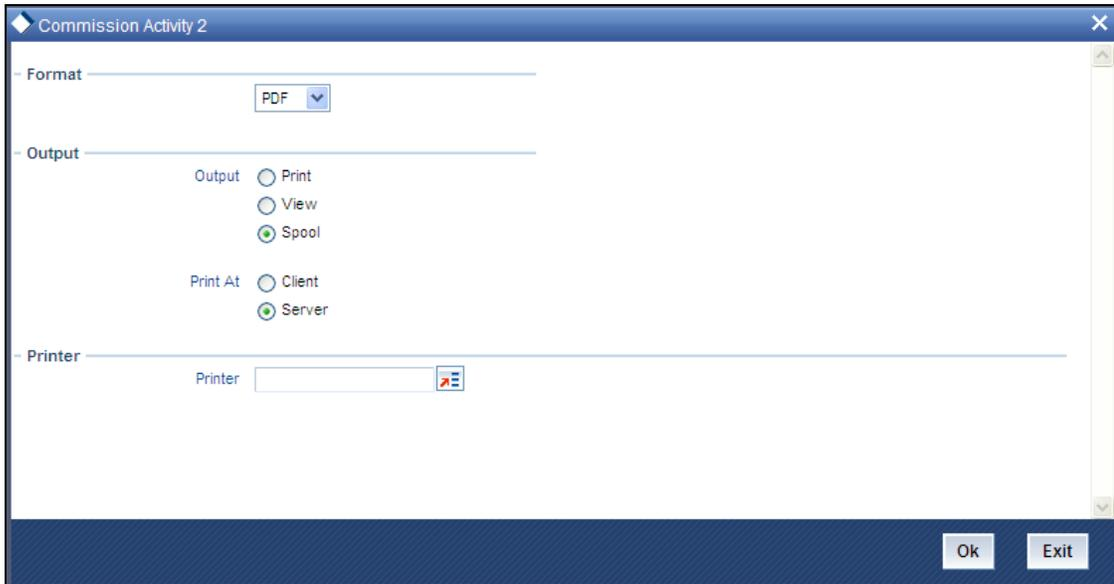 Commission Activity 2
Format
PDF
Output
Output Print
View
Spool
Print At Client
Server
Printer
Printer
Ok Exit